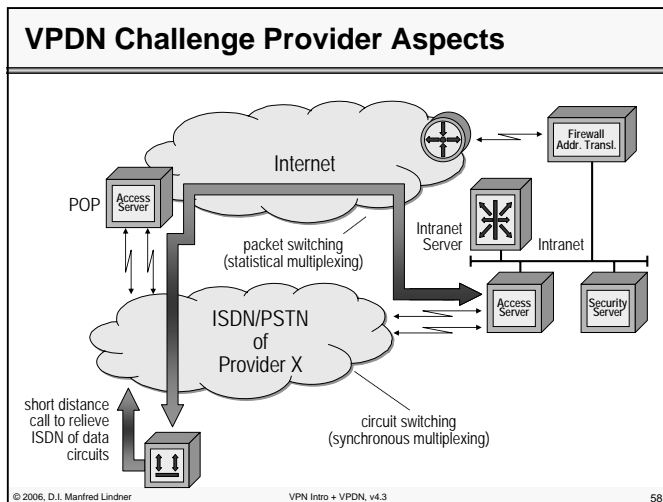 VPDN Challenge Provider Aspects
Firewall
Addr. Transl.
Internet
POP
Access
Server
Intranet
Server
Intranet
packet switching
(statistical multiplexing)
Access
Server
Security
Server
ISDN/PSTN
of
Provider X
short distance
call to relieve
ISDN of data
circuits
circuit switching
(synchronous multiplexing)
© 2006, D.I. Manfred Lindner
VPN Intro + VPDN, v4.3
58